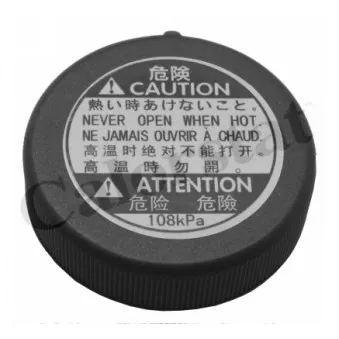 危険
CAUTION
熱い時あけないこと。
NEVER OPEN WHEN HOT
NE JAMAIS OUVRIR À CHAUD.
高温时绝对不能打开
高温時勿開。
ATTENTION
危险 危險
108kPa